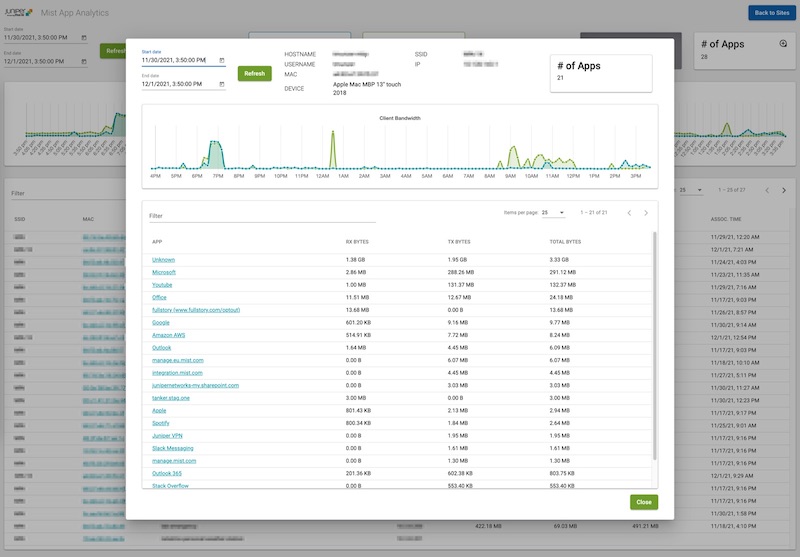 JUNIPER
Mist App Analytics
Back to Sites
Start date
11/30/2021, 3:50:00 PM
End date
12/1/2021, 3:50:00 PM
Refresh
# of Apps
28
Start date
11/30/2021, 3:50:00 PM
End date
12/1/2021, 3:50:00 PM
Refresh
HOSTNAME
USERNAME
MAC
DEVICE Apple Mac MBP 13" touch 2018
SSID
IP
# of Apps
21
Client Bandwidth
4PM 5PM 6PM 7PM 8PM 9PM 10PM 11PM 12AM 1AM 2AM 3AM 4AM 5AM 6AM 7AM 8AM 9AM 10AM 11AM 12PM 1PM 2PM 3PM
Filter
Items per page: 25 1 – 21 of 21
APP RX BYTES TX BYTES TOTAL BYTES
Unknown 1.38 GB 1.95 GB 3.33 GB
Microsoft 2.86 MB 288.26 MB 291.12 MB
Youtube 1.00 MB 131.37 MB 132.37 MB
Office 11.51 MB 12.67 MB 24.18 MB
fullstory (www.fullstory.com/optout) 13.68 MB 0.00 B 13.68 MB
Google 601.20 KB 9.16 MB 9.77 MB
Amazon AWS 514.91 KB 7.72 MB 8.24 MB
Outlook 1.64 MB 4.45 MB 6.09 MB
manage.eu.mist.com 0.00 B 6.07 MB 6.07 MB
integration.mist.com 0.00 B 4.45 MB 4.45 MB
junipernetworks-my.sharepoint.com 0.00 B 3.03 MB 3.03 MB
tanker.stag.one 3.00 MB 0.00 B 3.00 MB
Apple 801.43 KB 2.13 MB 2.94 MB
Spotify 800.34 KB 1.84 MB 2.64 MB
Juniper VPN 0.00 B 1.95 MB 1.95 MB
Slack Messaging 0.00 B 1.61 MB 1.61 MB
manage.mist.com 0.00 B 1.30 MB 1.30 MB
Outlook 365 201.36 KB 602.38 KB 803.75 KB
Stack Overflow 0.00 B 553.40 KB 553.40 KB
Close
Filter
25 1 – 25 of 27
SSID MAC ASSOC. TIME
11/29/21, 12:20 AM
12/1/21, 7:21 AM
11/24/21, 4:03 PM
11/23/21, 11:35 AM
11/29/21, 7:16 AM
11/17/21, 9:03 PM
11/26/21, 8:57 PM
11/30/21, 9:14 AM
12/1/21, 12:54 PM
11/17/21, 9:03 PM
11/18/21, 10:10 AM
11/27/21, 5:11 PM
11/30/21, 11:27 AM
11/30/21, 12:23 PM
11/17/21, 9:17 PM
11/25/21, 9:01 AM
11/17/21, 9:16 PM
11/17/21, 9:16 PM
11/17/21, 9:16 PM
12/1/21, 9:29 AM
11/17/21, 9:16 PM
11/17/21, 9:16 PM
11/30/21, 1:58 PM
422.18 MB 69.03 MB 491.21 MB 11/18/21, 4:10 AM